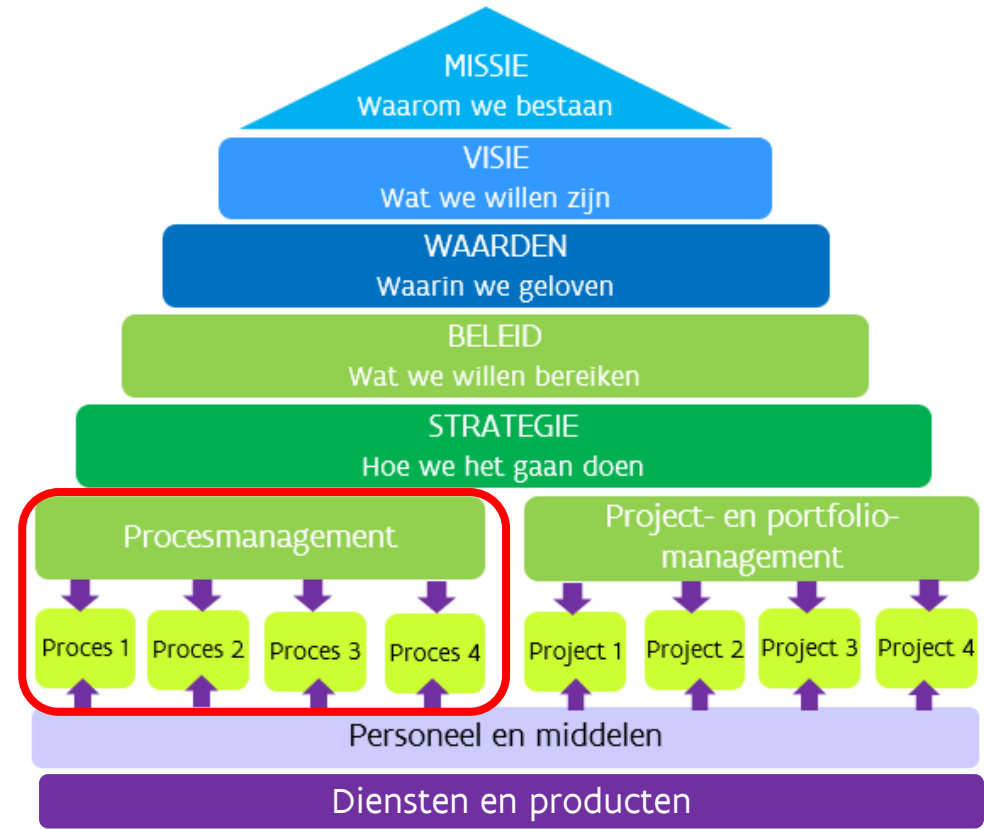 MISSIE
Waarom we bestaan
VISIE
Wat we willen zijn
WAARDEN
Waarin we geloven
BELEID
Wat we willen bereiken
STRATEGIE
Hoe we het gaan doen
Procesmanagement
Project- en portfolio-
management
Proces 1
Proces 2
Proces 3
Proces 4
Project 1
Project 2
Project 3
Project 4
Personeel en middelen
Diensten en producten